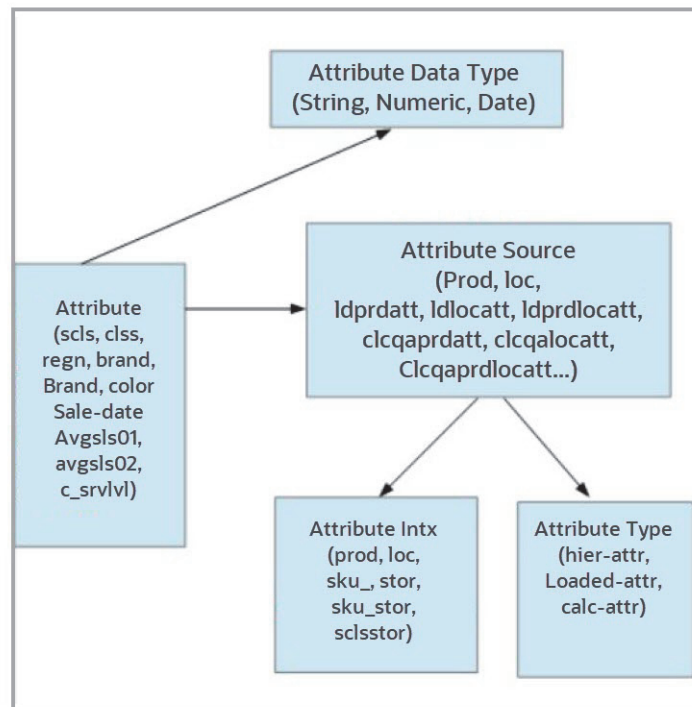 Attribute Data Type
(String, Numeric, Date)
Attribute
(scls, clss,
regn, brand,
Brand, color
Sale-date
Avgsls01,
avgsls02,
c_srvlvl)
Attribute Source
(Prod, loc,
ldprdatt, ldlocatt, ldprdlocatt,
clcqaprdatt, clcqalocatt,
Clcqaprdlocatt...)
Attribute Intx
(prod, loc,
sku_, stor,
sku_stor,
sclsstor)
Attribute Type
(hier-attr,
Loaded-attr,
calc-attr)